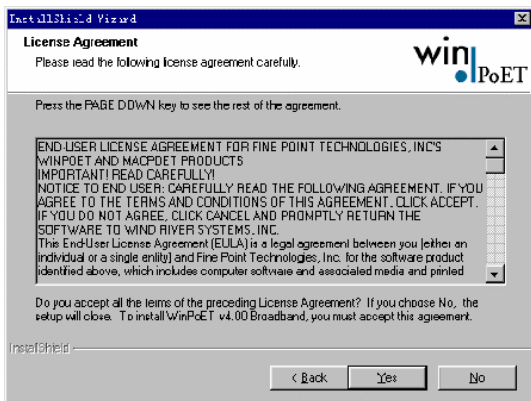 InstallShield Wizard
License Agreement
Please read the following license agreement carefully.
win
PoET
Press the PAGE DOWN key to see the rest of the agreement.
END-USER LICENSE AGREEMENT FOR FINE POINT TECHNOLOGIES, INC'S
WINPOET AND MACPOET PRODUCTS
IMPORTANT! READ CAREFULLY!
NOTICE TO END USER: CAREFULLY READ THE FOLLOWING AGREEMENT. IF YOU
AGREE TO THE TERMS AND CONDITIONS OF THIS AGREEMENT, CLICK ACCEPT.
IF YOU DO NOT AGREE, CLICK CANCEL AND PROMPTLY RETURN THE
SOFTWARE TO WIND RIVER SYSTEMS, INC.
This End-User License Agreement (EULA) is a legal agreement between you (either an
individual or a single entity) and Fine Point Technologies, Inc. for the software product
identified above, which includes computer software and associated media and printed
Do you accept all the terms of the preceding License Agreement? If you choose No, the
setup will close. To install WinPoET v4.00 Broadband, you must accept this agreement.
InstallShield
< Back
Yes
No